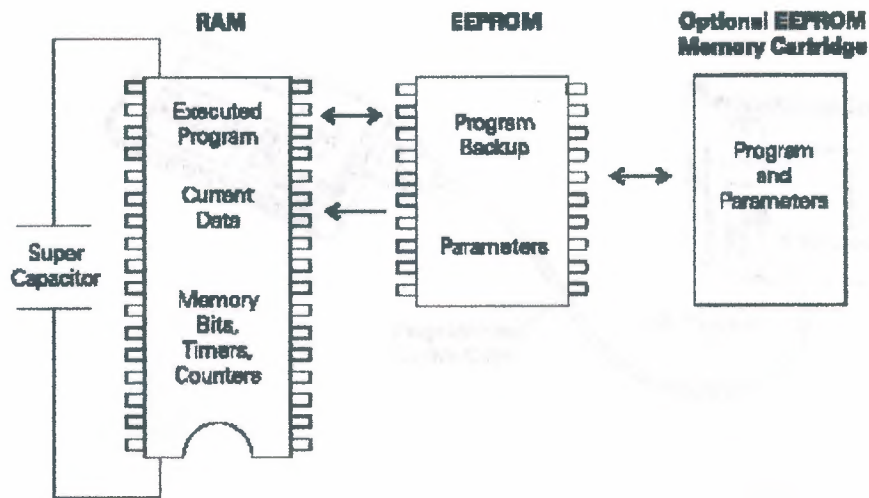 RAM
EEPROM
Optional EEPROM
Memory Cartridge
Executed
Program
Current
Data
Memory
Bits,
Timers,
Counters
Super
Capacitor
Program
Backup
Parameters
Program
and
Parameters